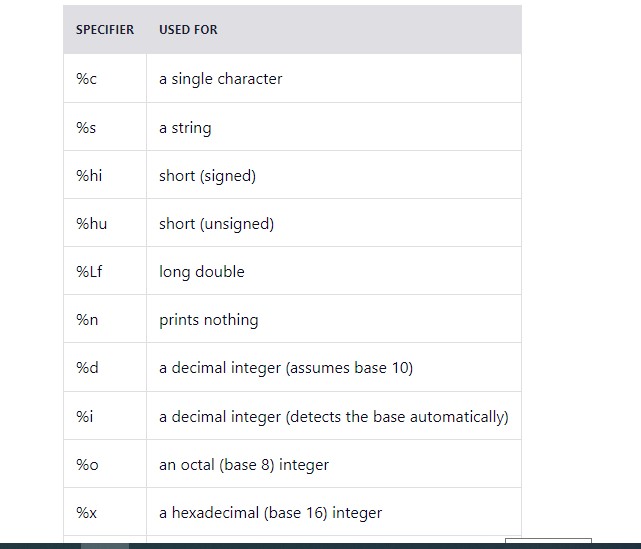 SPECIFIER USED FOR
%c a single character
%s a string
%hi short (signed)
%hu short (unsigned)
%Lf long double
%n prints nothing
%d a decimal integer (assumes base 10)
%i a decimal integer (detects the base automatically)
%o an octal (base 8) integer
%x a hexadecimal (base 16) integer